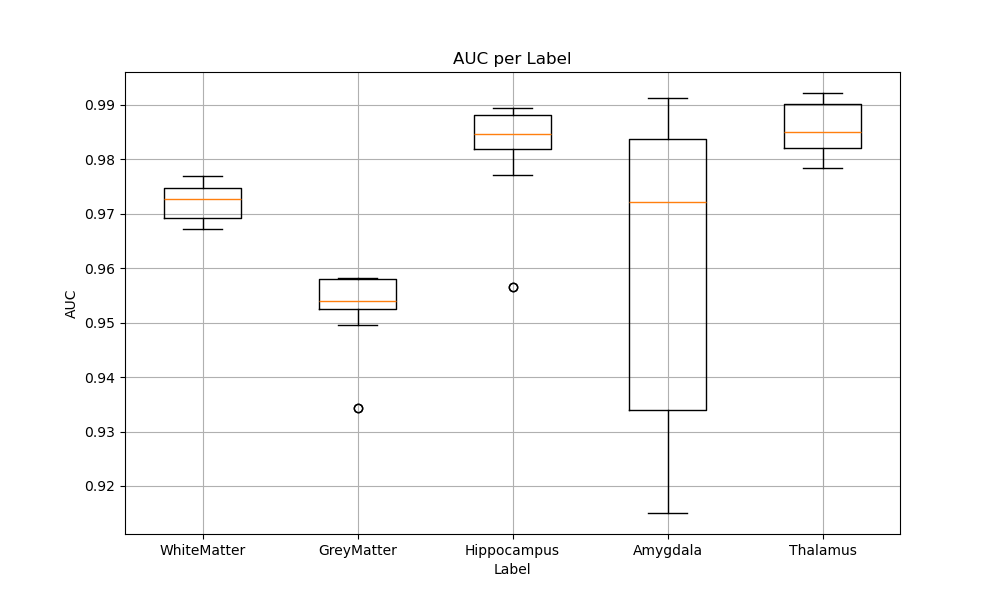 AUC per Label
AUC
0.99
0.98
0.97
0.96
0.95
0.94
0.93
0.92
WhiteMatter
GreyMatter
Hippocampus
Amygdala
Thalamus
Label